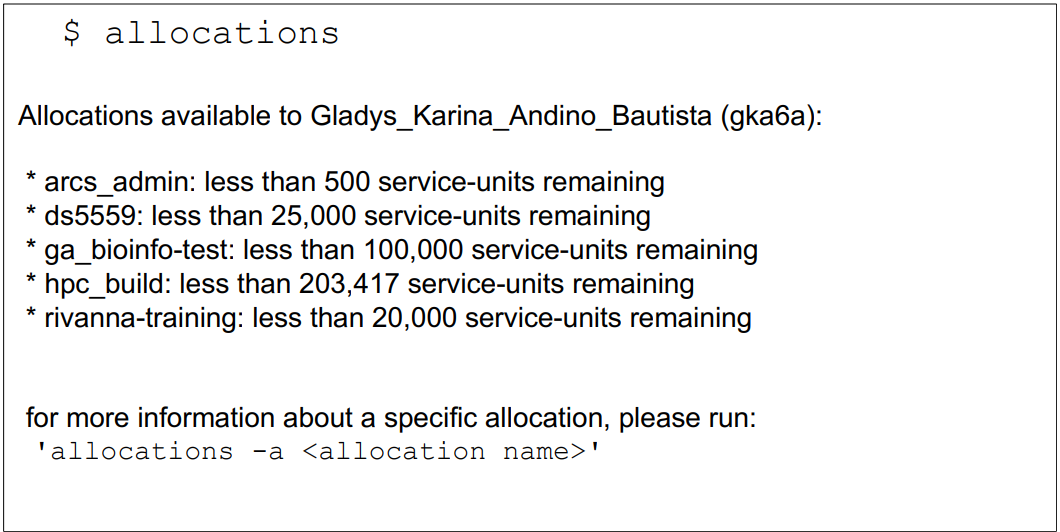 $ allocations
Allocations available to Gladys_Karina_Andino_Bautista (gka6a):
* arcs_admin: less than 500 service-units remaining
* ds5559: less than 25,000 service-units remaining
* ga_bioinfo-test: less than 100,000 service-units remaining
* hpc_build: less than 203,417 service-units remaining
* rivanna-training: less than 20,000 service-units remaining
for more information about a specific allocation, please run:
'allocations -a <allocation name>'